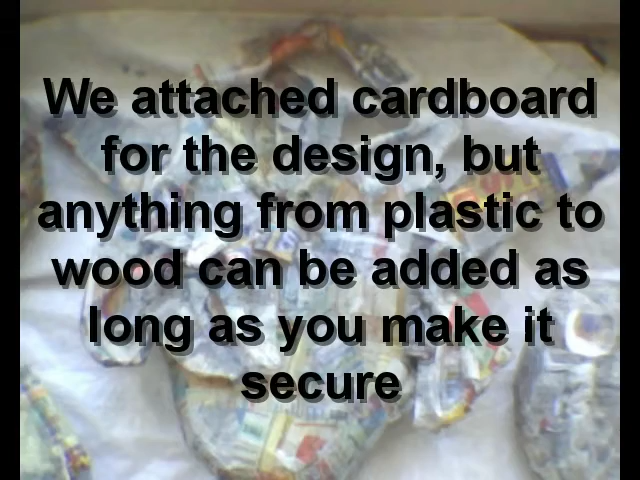 We attached cardboard
for the design, but
anything from plastic to
wood can be added as
long as you make it
secure